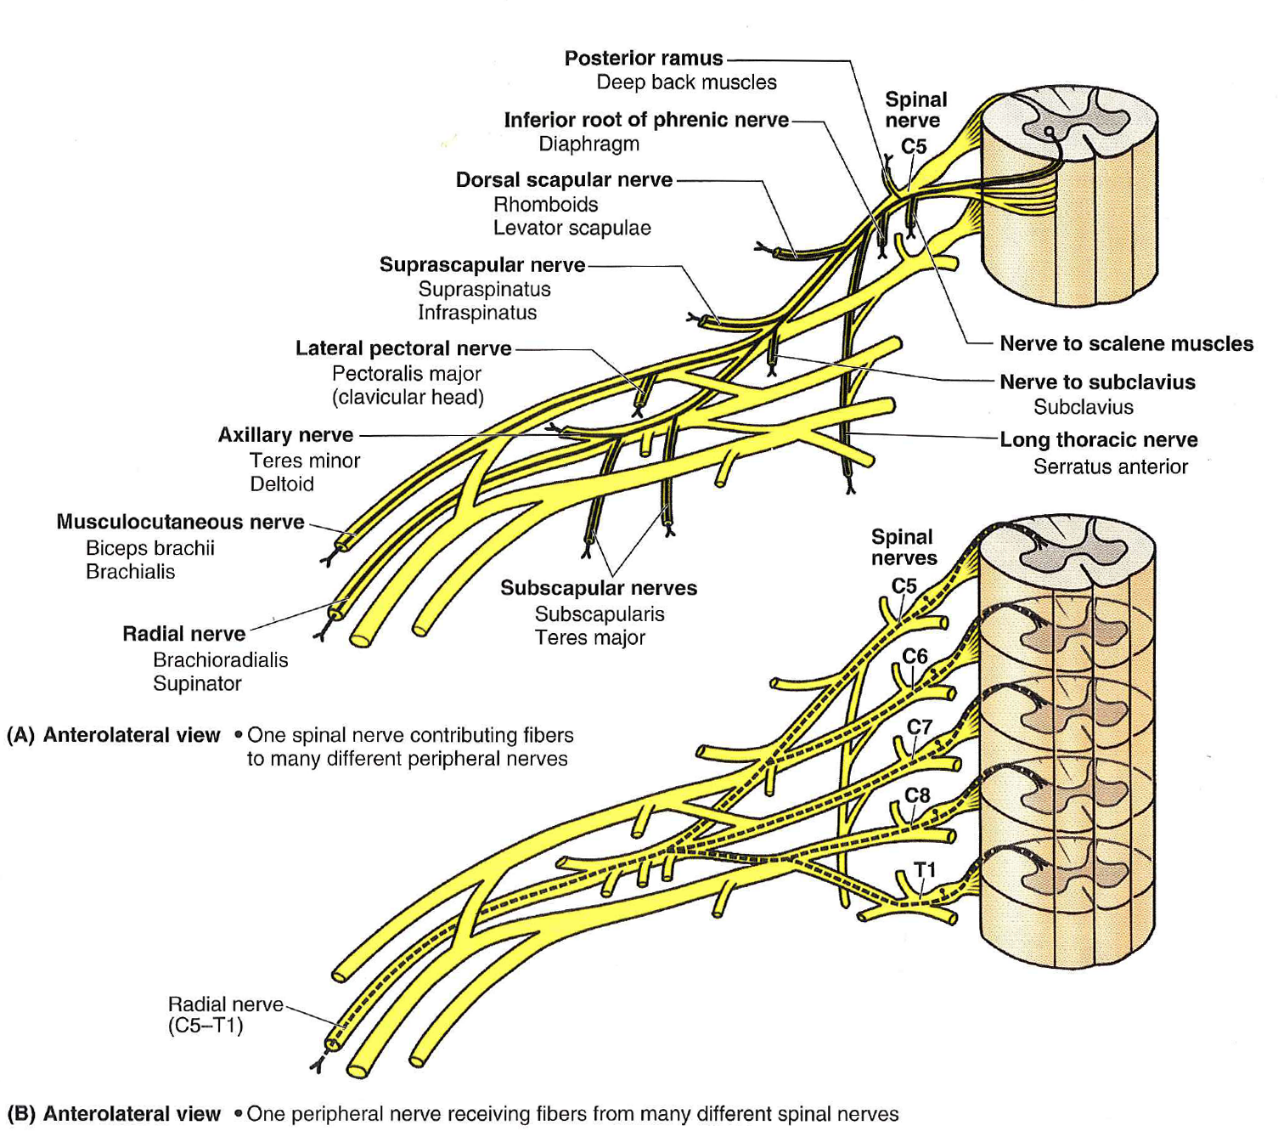 Posterior ramus
Deep back muscles
Inferior root of phrenic nerve
Diaphragm
Dorsal scapular nerve
Rhomboids
Levator scapulae
Suprascapular nerve
Supraspinatus
Infraspinatus
Lateral pectoral nerve
Pectoralis major
(clavicular head)
Axillary nerve
Teres minor
Deltoid
Musculocutaneous nerve
Biceps brachii
Brachialis
Radial nerve
Brachioradialis
Supinator
Spinal
nerve
C5
Nerve to scalene muscles
Nerve to subclavius
Subclavius
Long thoracic nerve
Serratus anterior
Subscapular nerves
Subscapularis
Teres major
(A) Anterolateral view • One spinal nerve contributing fibers
to many different peripheral nerves
Spinal
nerves
C5
C6
C7
C8
T1
Radial nerve
(C5–T1)
(B) Anterolateral view • One peripheral nerve receiving fibers from many different spinal nerves